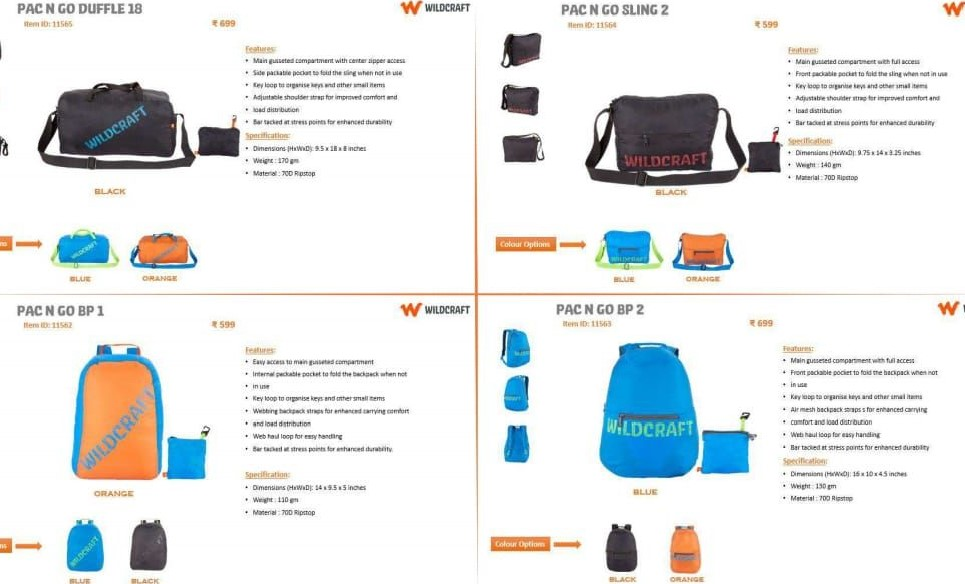 PAC N GO DUFFLE 18
WILDCRAFT
Item ID: 11565
₹ 699
Features:
• Main gusseted compartment with center zipper access
• Side packable pocket to fold the sling when not in use
• Key loop to organise keys and other small items
• Adjustable shoulder strap for improved comfort and
• load distribution
• Bar tacked at stress points for enhanced durability
Specification:
• Dimensions (HxWxD): 9.5 x 18 x 8 inches
• Weight : 170 gm
• Material : 70D Ripstop
WILDCRAFT
BLACK
WILDCRAFT
BLUE
ORANGE
PAC N GO SLING 2
Item ID: 11564
₹ 599
Features:
• Main gusseted compartment with full access
• Front packable pocket to fold the sling when not in use
• Key loop to organise keys and other small items
• Adjustable shoulder strap for improved comfort and
• load distribution
• Bar tacked at stress points for enhanced durability
Specification:
• Dimensions (HxWxD): 9.75 x 14 x 3.25 inches
• Weight : 140 gm
• Material : 70D Ripstop
WILDCRAFT
BLACK
Colour Options
WILDCRAFT
BLUE
ORANGE
PAC N GO BP 1
WILDCRAFT
Item ID: 11562
₹ 599
Features:
• Easy access to main gusseted compartment
• Internal packable pocket to fold the backpack when not
• in use
• Key loop to organise keys and other small items
• Webbing backpack straps for enhanced carrying comfort
• and load distribution
• Web haul loop for easy handling
• Bar tacked at stress points for enhanced durability.
Specification:
• Dimensions (HxWxD): 14 x 9.5 x 5 inches
• Weight : 110 gm
• Material : 70D Ripstop
WILDCRAFT
ORANGE
WILDCRAFT
BLUE
BLACK
PAC N GO BP 2
Item ID: 11563
₹ 699
Features:
• Main gusseted compartment with full access
• Front packable pocket to fold the backpack when not
• in use
• Key loop to organise keys and other small items
• Air mesh backpack strap s for enhanced carrying
• comfort and load distribution
• Web haul loop for easy handling
• Bar tacked at stress points for enhanced durability
Specification:
• Dimensions (HxWxD): 16 x 10 x 4.5 inches
• Weight : 130 gm
• Material : 70D Ripstop
WILDCRAFT
BLUE
Colour Options
BLACK
ORANGE